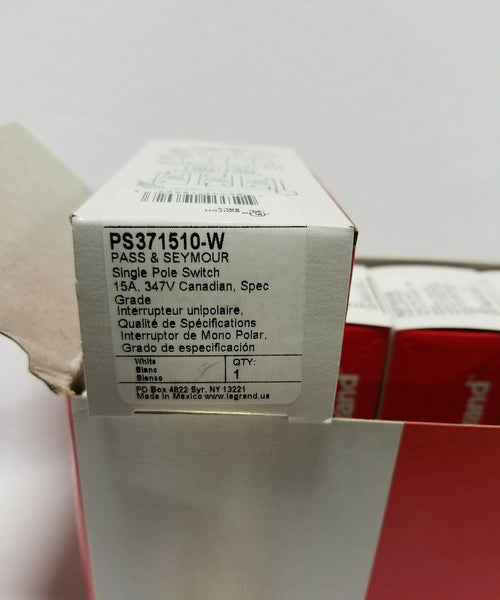 PS371510-W
PASS & SEYMOUR
Single Pole Switch
15A, 347V Canadian, Spec
Grade
Interrupteur unipolaire,
Qualité de Spécifications
Interruptor de Mono Polar,
Grado de especificación
White
Blanc
Blanco
QTY:
1
PO Box 4822 Syr. NY 13221
Made in Mexico www.legrand.us
rand